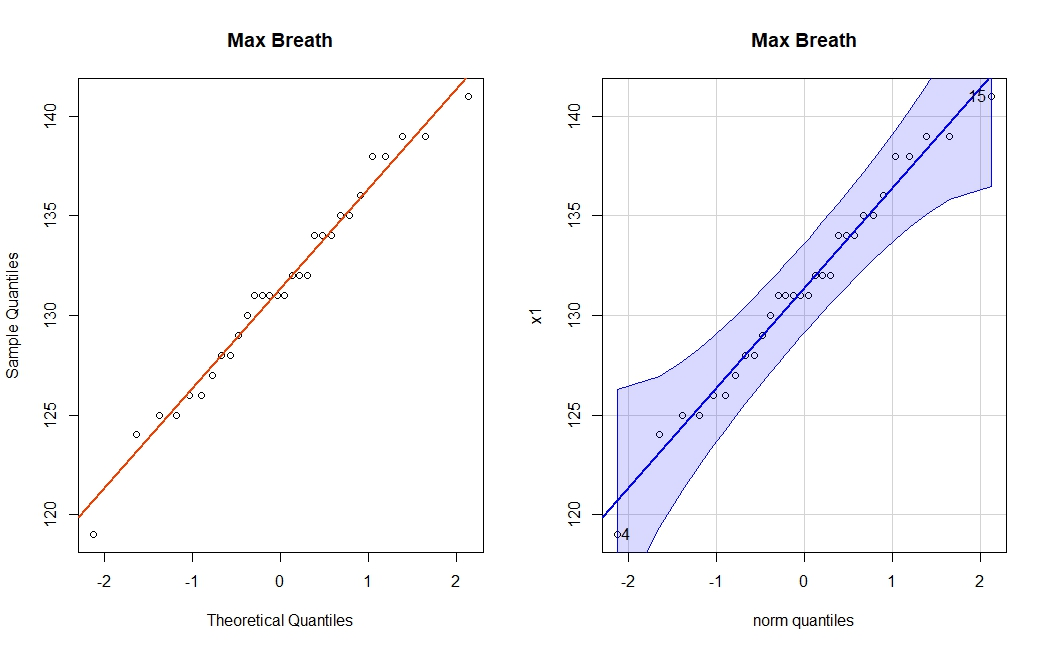 Max Breath
Sample Quantiles
140
135
130
125
120
-2 -1 0 1 2
Theoretical Quantiles
Max Breath
x1
140
135
130
125
120
15
4
-2 -1 0 1 2
norm quantiles